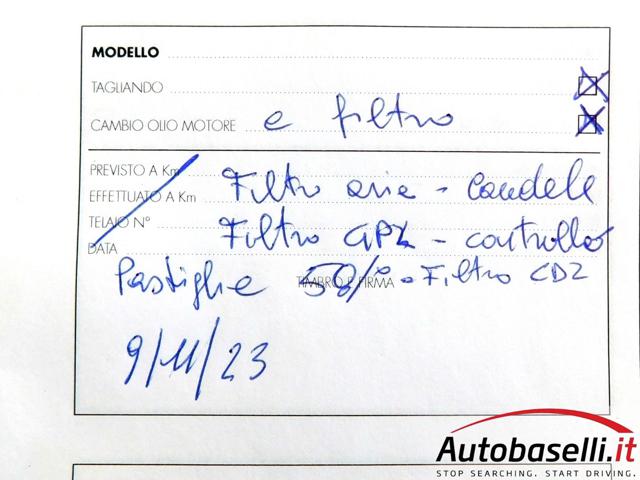 MODELLO
TAGLIANDO
CAMBIO OLIO MOTORE e filtro
PREVISTO A Km
EFFETTUATO A Km Filtro aria - Candele
TELAIO N° Filtro GPL - controllo
DATA
Pastiglie 50% - Filtro
TIMBRO E FIRMA
9/11/23
Autobaselli.it
STOP SEARCHING. START DRIVING.